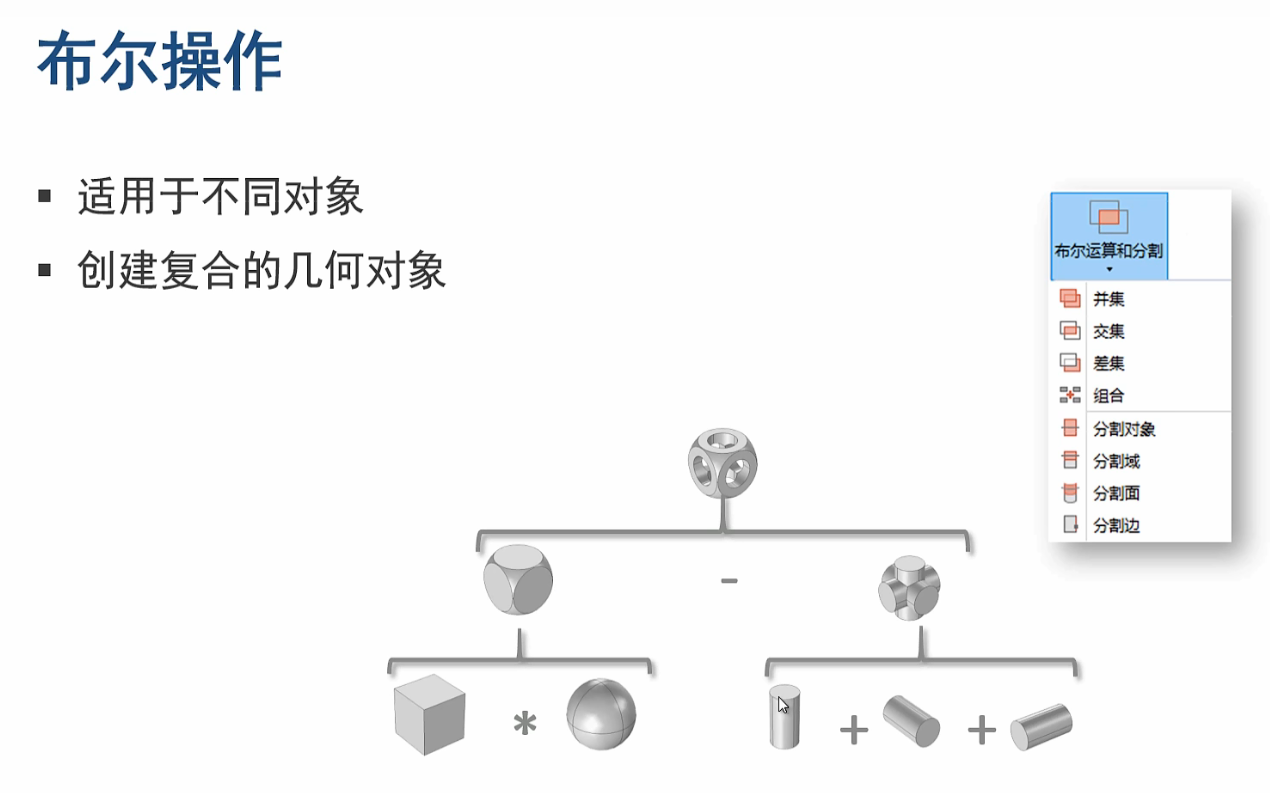 布尔操作
▪ 适用于不同对象
▪ 创建复合的几何对象
布尔运算和分割
并集
交集
差集
组合
分割对象
分割域
分割面
分割边
-
*
+ +